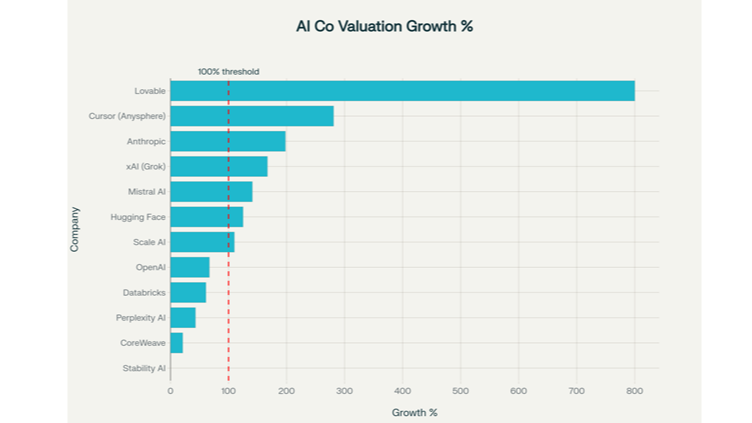 AI Co Valuation Growth %
100% threshold
Lovable
Cursor (Anysphere)
Anthropic
xAI (Grok)
Mistral AI
Hugging Face
Scale AI
OpenAI
Databricks
Perplexity AI
CoreWeave
Stability AI
Company
0 100 200 300 400 500 600 700 800
Growth %